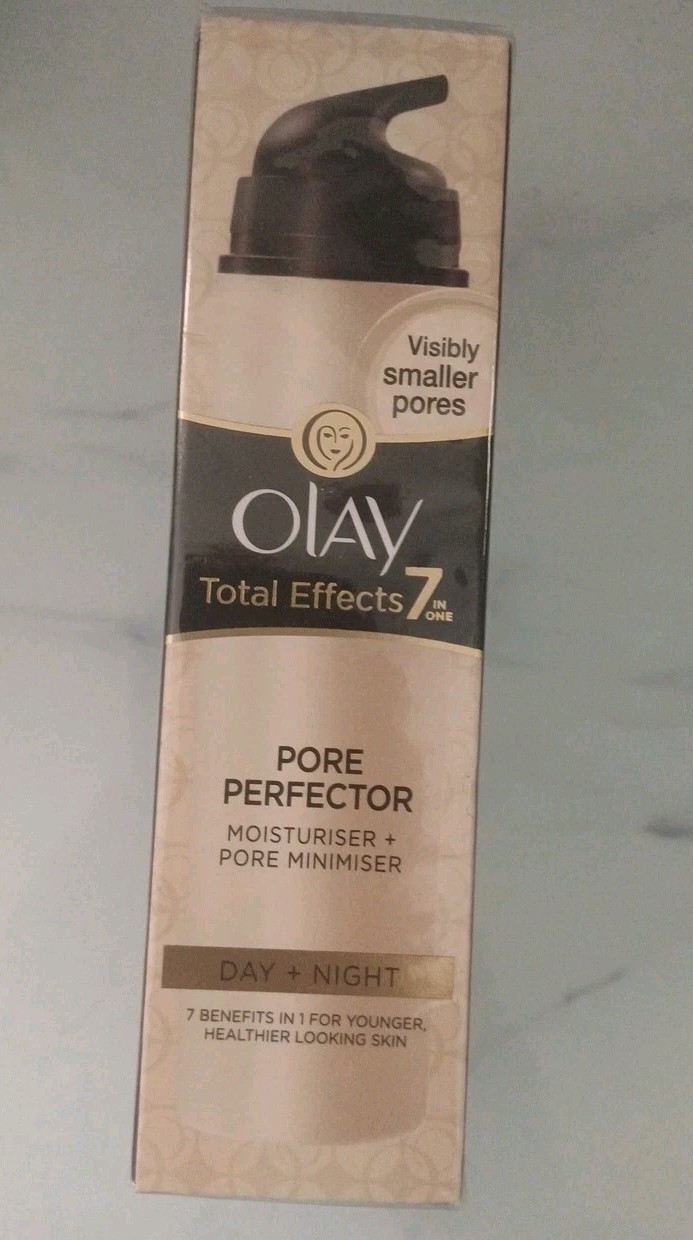 Visibly
smaller
pores
OLAY
Total Effects 7 IN
ONE
PORE
PERFECTOR
MOISTURISER +
PORE MINIMISER
DAY + NIGHT
7 BENEFITS IN 1 FOR YOUNGER,
HEALTHIER LOOKING SKIN